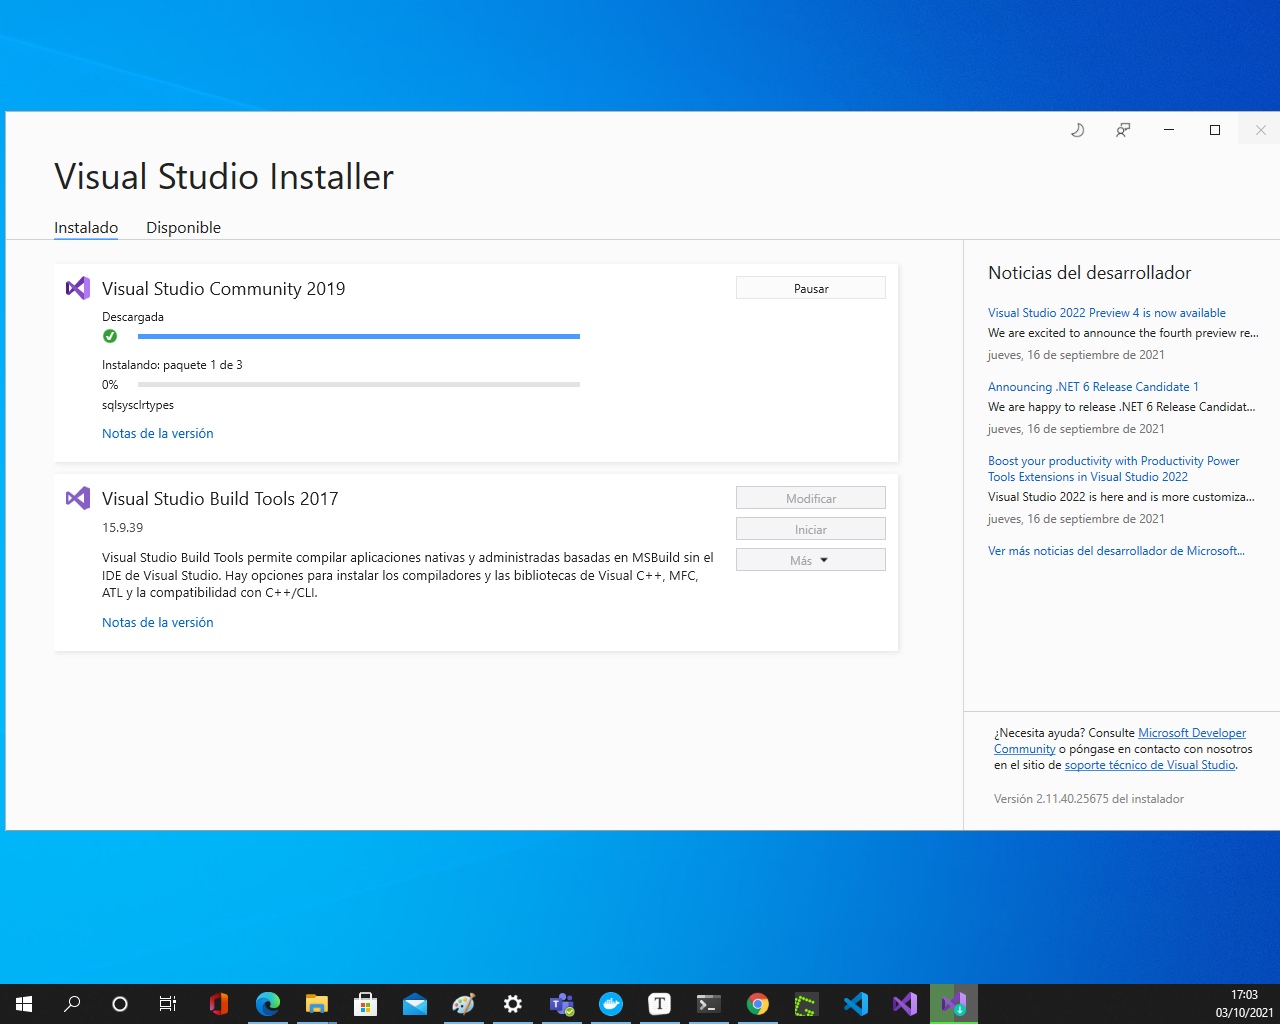 Visual Studio Installer
Instalado
Disponible
Visual Studio Community 2019
Pausar
Descargada
Instalando: paquete 1 de 3
0%
sqlsysclrtypes
Notas de la versión
Visual Studio Build Tools 2017
Modificar
15.9.39
Iniciar
Visual Studio Build Tools permite compilar aplicaciones nativas y administradas basadas en MSBuild sin el
IDE de Visual Studio. Hay opciones para instalar los compiladores y las bibliotecas de Visual C++, MFC,
ATL y la compatibilidad con C++/CLI.
Más
Notas de la versión
Noticias del desarrollador
Visual Studio 2022 Preview 4 is now available
We are excited to announce the fourth preview re...
jueves, 16 de septiembre de 2021
Announcing .NET 6 Release Candidate 1
We are happy to release .NET 6 Release Candidat...
jueves, 16 de septiembre de 2021
Boost your productivity with Productivity Power
Tools Extensions in Visual Studio 2022
Visual Studio 2022 is here and is more customiza...
jueves, 16 de septiembre de 2021
Ver más noticias del desarrollador de Microsoft...
¿Necesita ayuda? Consulte Microsoft Developer
Community o póngase en contacto con nosotros
en el sitio de soporte técnico de Visual Studio.
Versión 2.11.40.25675 del instalador
T
17:03
03/10/2021